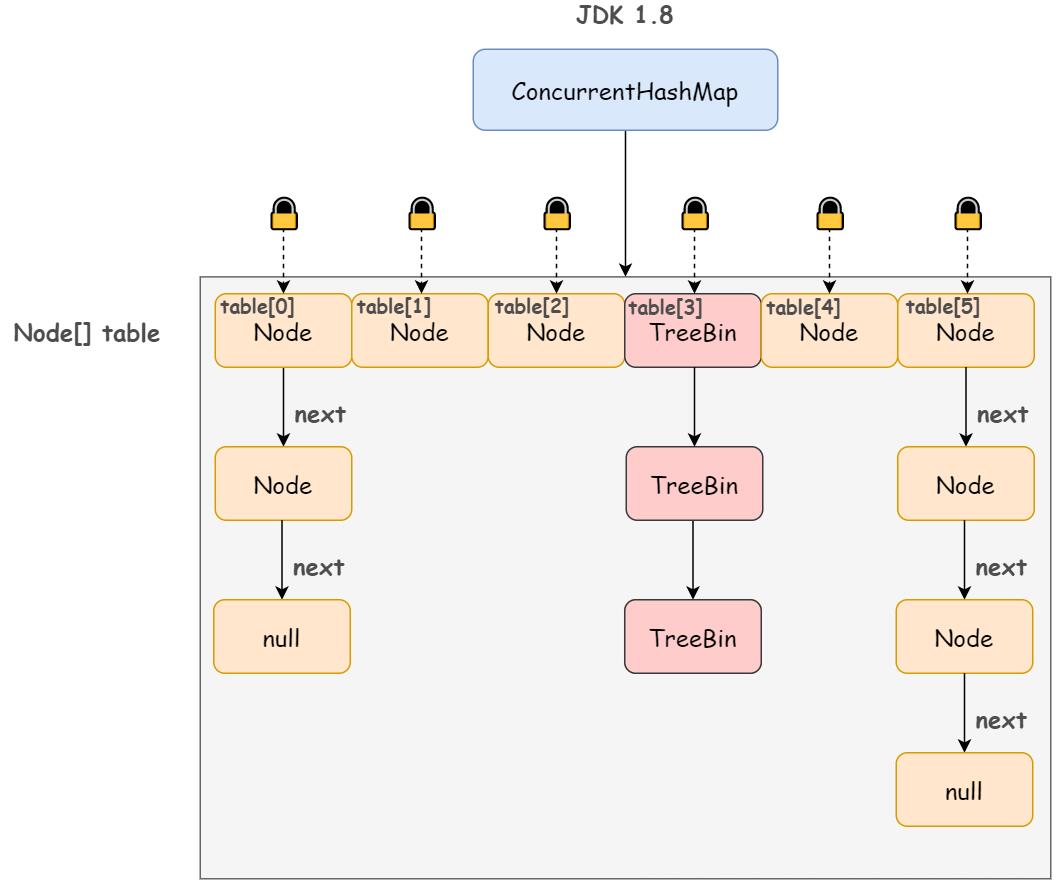 JDK 1.8
ConcurrentHashMap
Node[] table
table[0]
Node
table[1]
Node
table[2]
Node
table[3]
TreeBin
table[4]
Node
table[5]
Node
next
next
Node
TreeBin
Node
next
next
null
TreeBin
Node
next
null